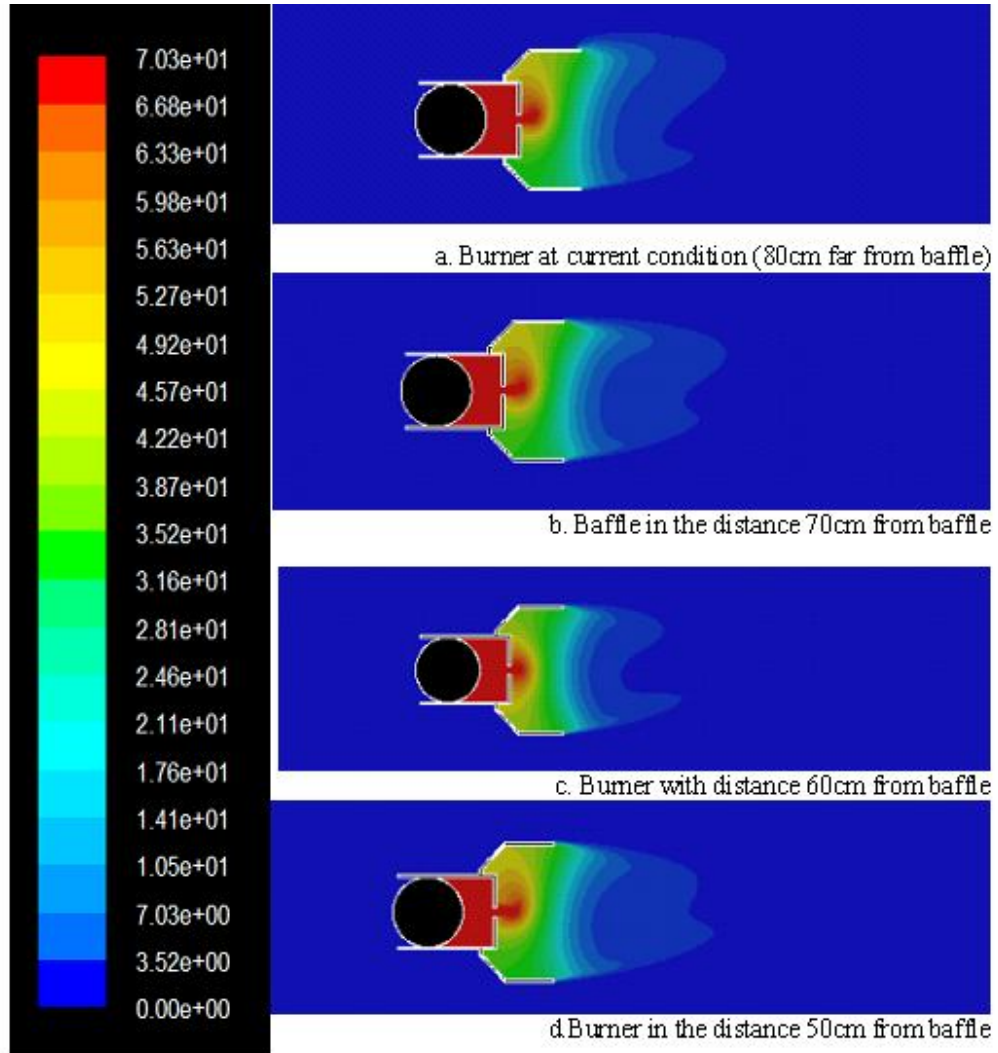 7.03e+01
6.68e+01
6.33e+01
5.98e+01
5.63e+01
5.27e+01
4.92e+01
4.57e+01
4.22e+01
3.87e+01
3.52e+01
3.16e+01
2.81e+01
2.46e+01
2.11e+01
1.76e+01
1.41e+01
1.05e+01
7.03e+00
3.52e+00
0.00e+00
a. Burner at current condition (80cm far from baffle)
b. Baffle in the distance 70cm from baffle
c. Burner with distance 60cm from baffle
d.Burner in the distance 50cm from baffle